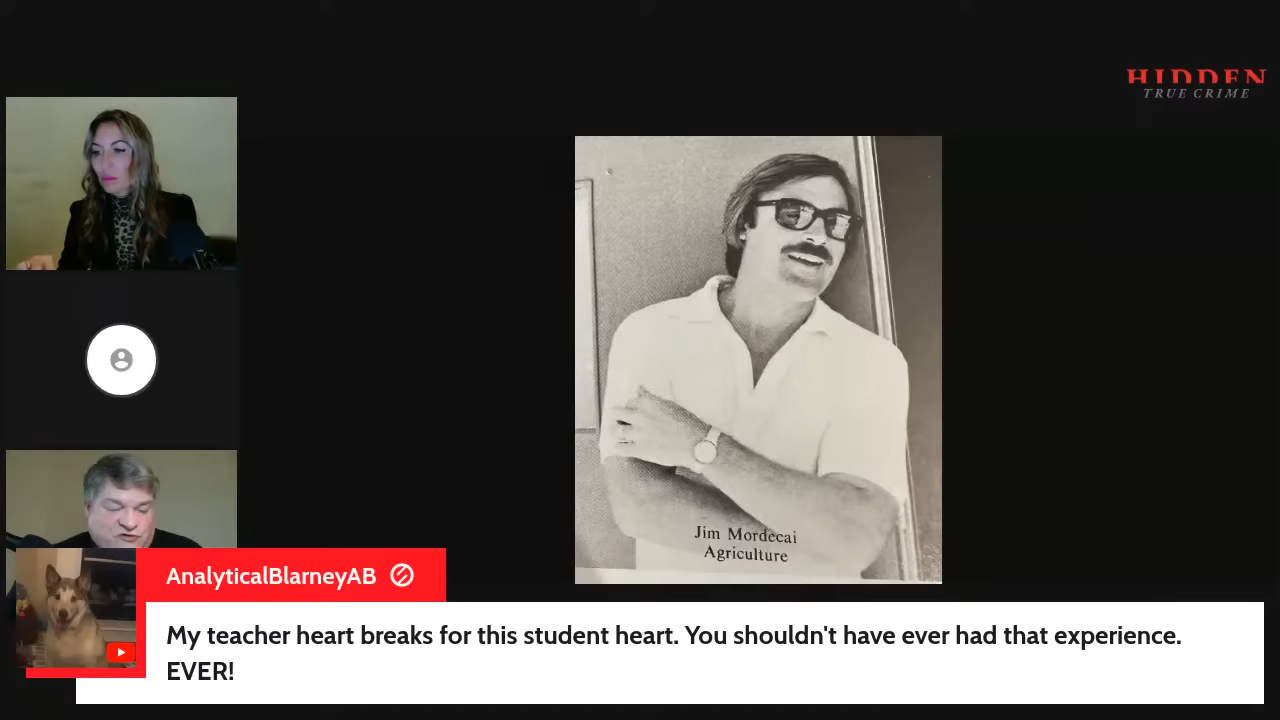 HIDDEN
TRUE CRIME
Jim Mordecai
Agriculture
AnalyticalBlarneyAB
My teacher heart breaks for this student heart. You shouldn't have ever had that experience.
EVER!